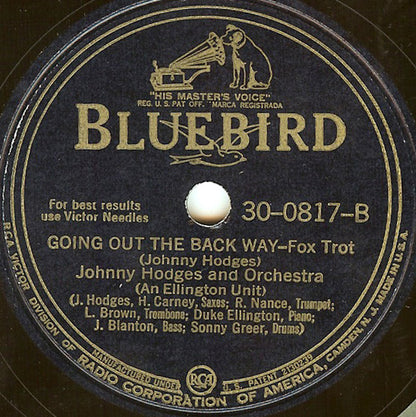 "HIS MASTER'S VOICE"
REG. U.S. PAT. OFF. MARCA REGISTRADA
BLUEBIRD
For best results
use Victor Needles
30-0817-B
GOING OUT THE BACK WAY-Fox Trot
(Johnny Hodges)
Johnny Hodges and Orchestra
(An Ellington Unit)
(J. Hodges, H. Carney, Saxes; R. Nance, Trumpet;
L. Brown, Trombone; Duke Ellington, Piano;
J. Blanton, Bass; Sonny Greer, Drums)
MANUFACTURED UNDER RCA U.S. PATENT 2130239
R.C.A. VICTOR DIVISION OF RADIO CORPORATION OF AMERICA, CAMDEN, N. J. MADE IN U.S.A.